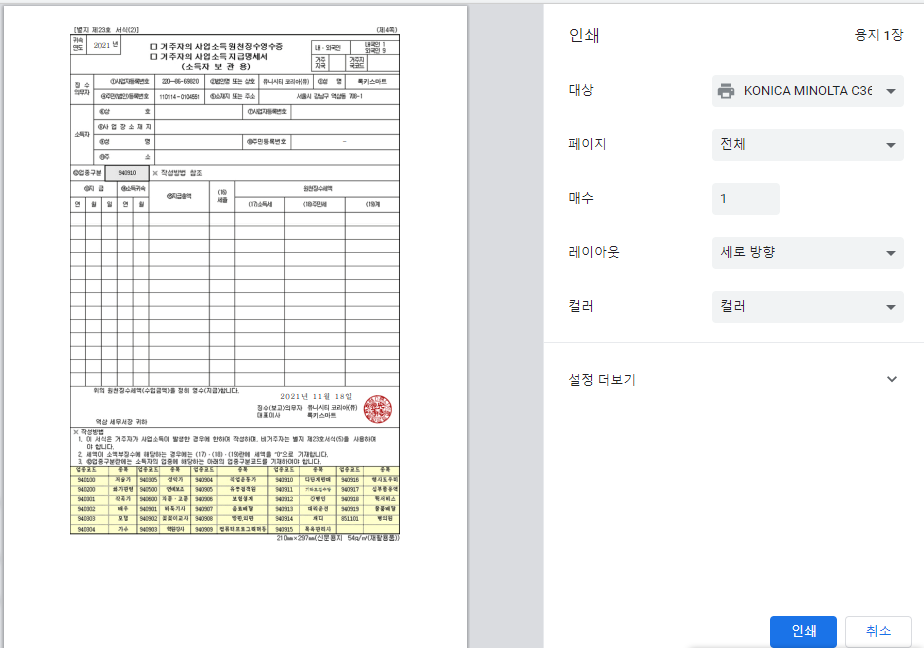 [별지 제23호 서식(2)] (제4쪽)
귀속
연도
2021 년
□ 거주자의 사업소득 원천징수영수증
□ 거주자의 사업소득 지급명세서
(소득자 보관용)
내·외국인
내국인 1
외국인 9
거주
지국
거주지
국코드
징 수
의무자
①사업자등록번호 220-86-69820 ②법인명 또는 상호 뉴시티 코리아(유) ③성 명 록키스마트
④주민(법인)등록번호 110114-0104551 ⑤소재지 또는 주소 서울시 강남구 역삼동 708-1
소득자
⑥상 호 ⑦사업자등록번호
⑧사 업 장 소 재 지
⑨성 명 ⑩주민등록번호 -
⑪주 소
⑫업종구분 940910 ※ 작성방법 참조
⑬지 급 ⑭소득귀속 ⑮지급총액 (16)
세율 원천징수세액
년 월 일 년 월 (17)소득세 (18)주민세 (19)계
위의 원천징수세액(수입금액)을 정히 영수(지급)합니다.
2021년 11월 18일
징수(보고)의무자 뉴시티 코리아(유)
대표이사 록키스마트
역삼 세무서장 귀하
※ 작성방법
1. 이 서식은 거주자가 사업소득이 발생한 경우에 한하여 작성하며, 비거주자는 별지 제23호서식(5)을 사용하여
야 합니다.
2. 세액이 소액부징수에 해당하는 경우에는 (17)·(18)·(19)란에 세액을 "0"으로 기재합니다.
3. ⑫업종구분란에는 소득자의 업종에 해당하는 아래의 업종구분코드를 기재하여야 합니다.
업종코드 종목 업종코드 종목 업종코드 종목 업종코드 종목 업종코드 종목
940100 저술가 940305 성악가 940904 직업운동가 940910 다단계판매 940916 행사도우미
940200 화가관련 940500 연예보조 940905 유흥접객원 940911 940917 심부름용역
940301 작곡가 940600 자문·고문 940906 보험설계 940912 간병인 940918 퀵서비스
940302 배우 940901 바둑기사 940907 음료배달 940913 대리운전 940919 물품배달
940303 모델 940902 꽃꽂이교사 940908 방판.외판 940914 캐디 851101 병의원
940304 가수 940903 학원강사 940909 컴퓨터프로그래머등 940915 목욕관리사
210㎜×297㎜(신문용지 54g/㎡(재활용품))
인쇄 용지 1장
대상 KONICA MINOLTA C36
페이지 전체
매수 1
레이아웃 세로 방향
컬러 컬러
설정 더보기
인쇄 취소